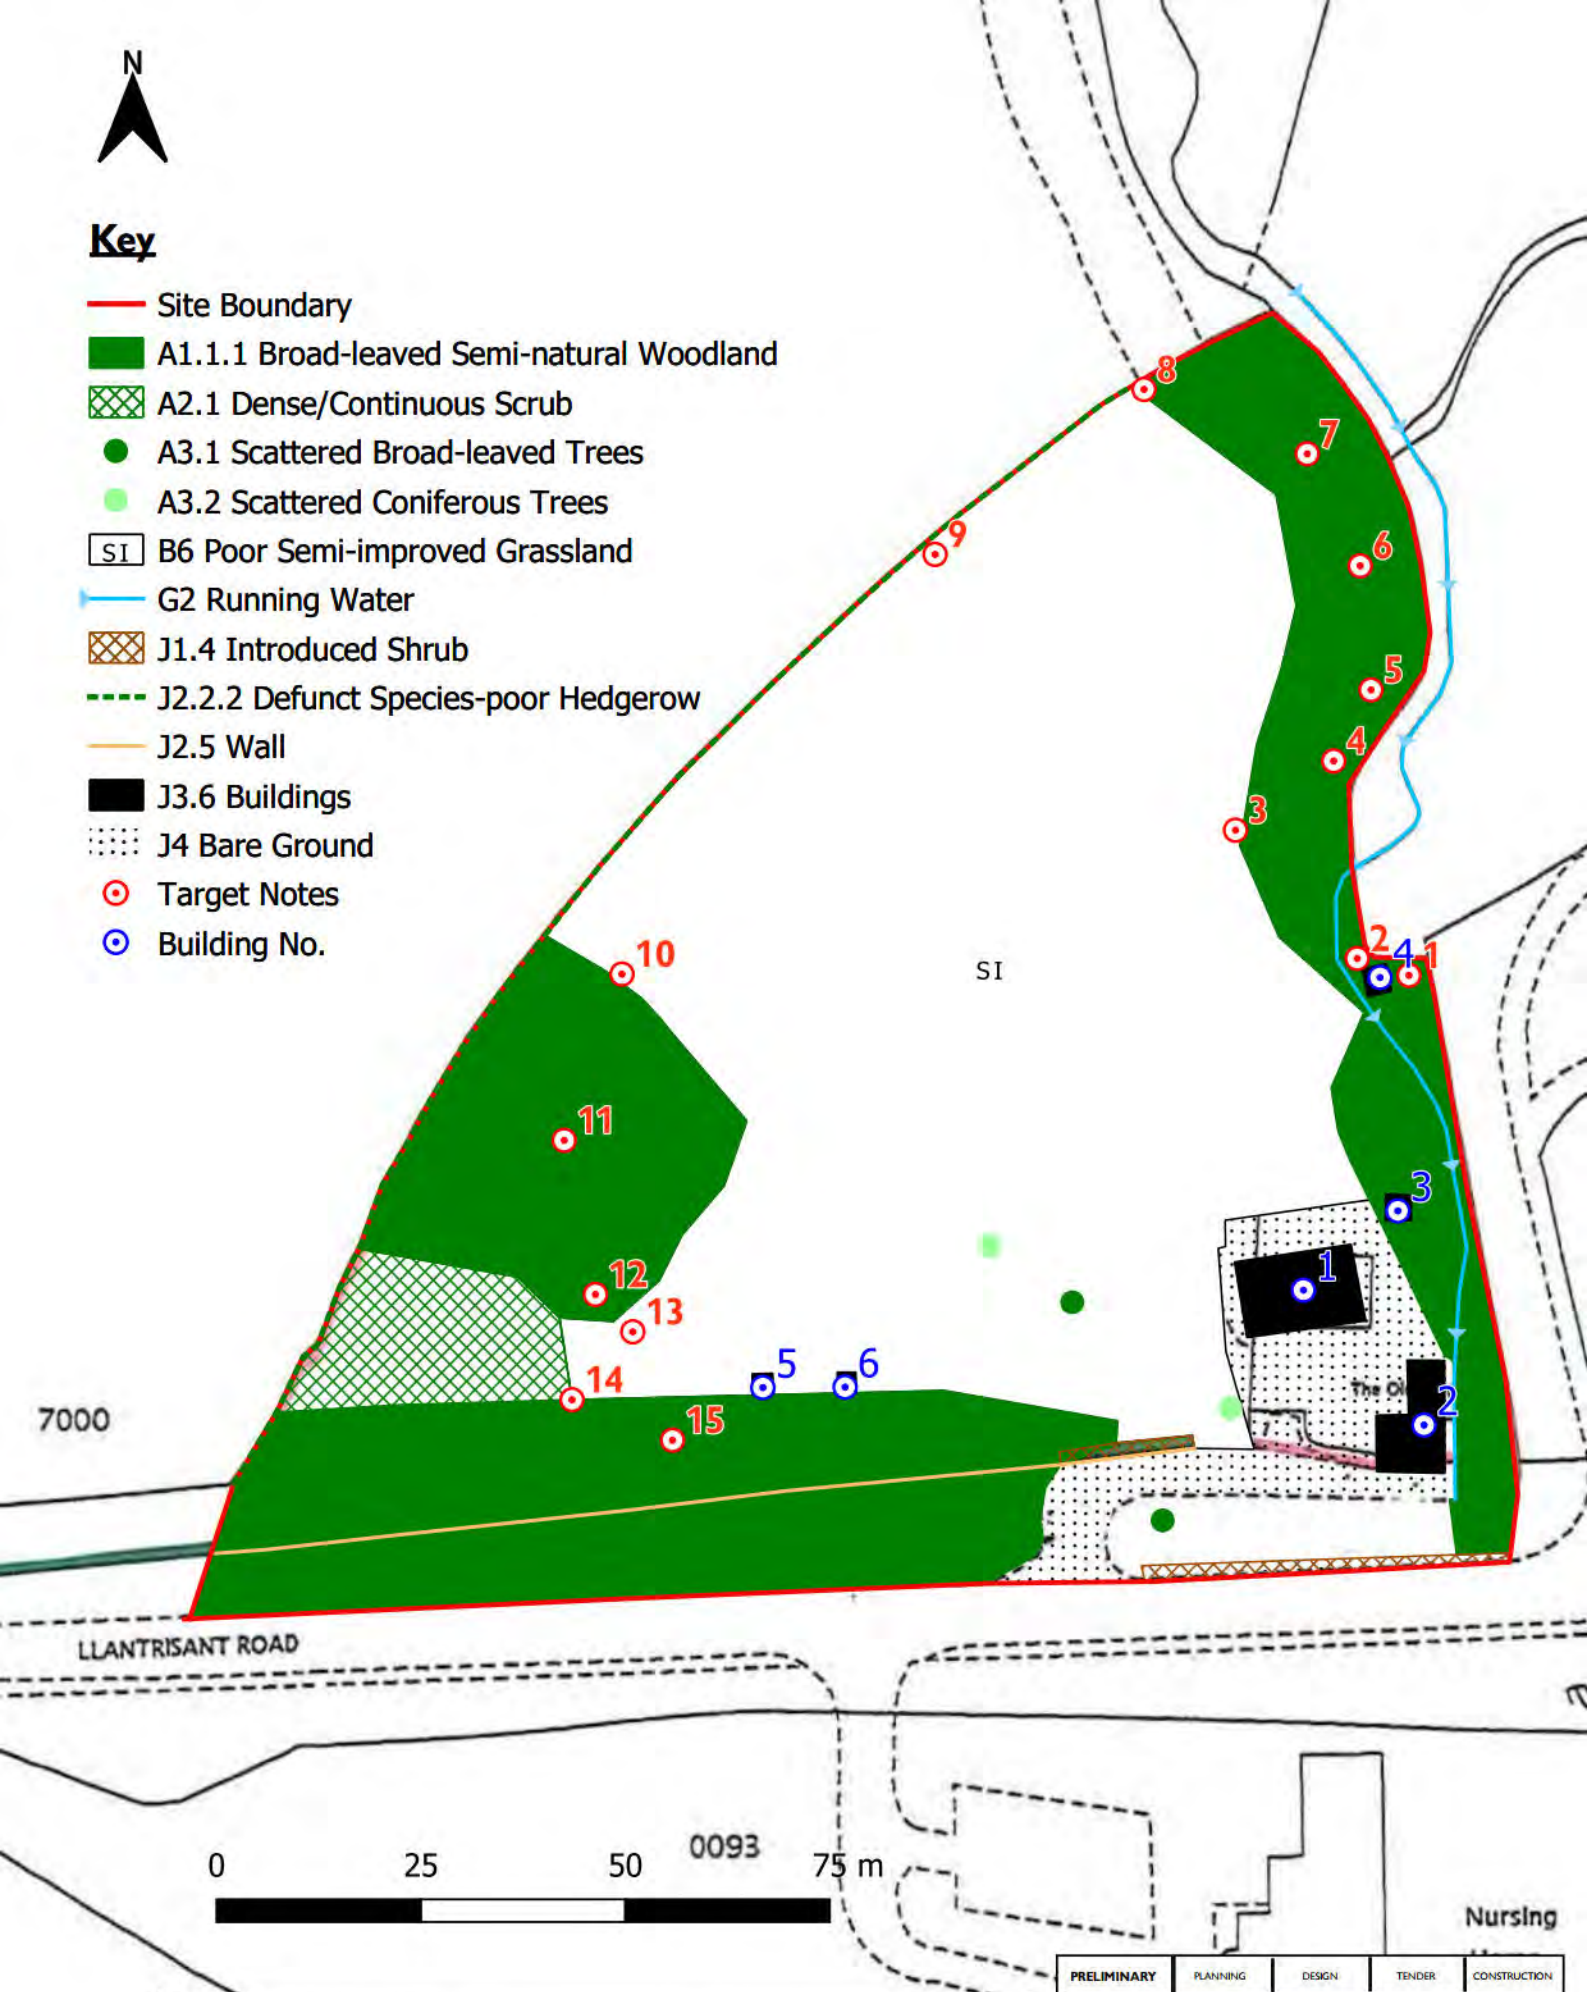 N
Key
Site Boundary
A1.1.1 Broad-leaved Semi-natural Woodland
A2.1 Dense/Continuous Scrub
A3.1 Scattered Broad-leaved Trees
A3.2 Scattered Coniferous Trees
SI B6 Poor Semi-improved Grassland
G2 Running Water
J1.4 Introduced Shrub
J2.2.2 Defunct Species-poor Hedgerow
J2.5 Wall
J3.6 Buildings
J4 Bare Ground
Target Notes
Building No.
8
7
9
6
5
4
3
2
4
1
10
SI
11
3
1
12
13
5
6
14
The Ol
2
15
7000
LLANTRISANT ROAD
0093
0
25
50
75 m
Nursing
PRELIMINARY
PLANNING
DESIGN
TENDER
CONSTRUCTION